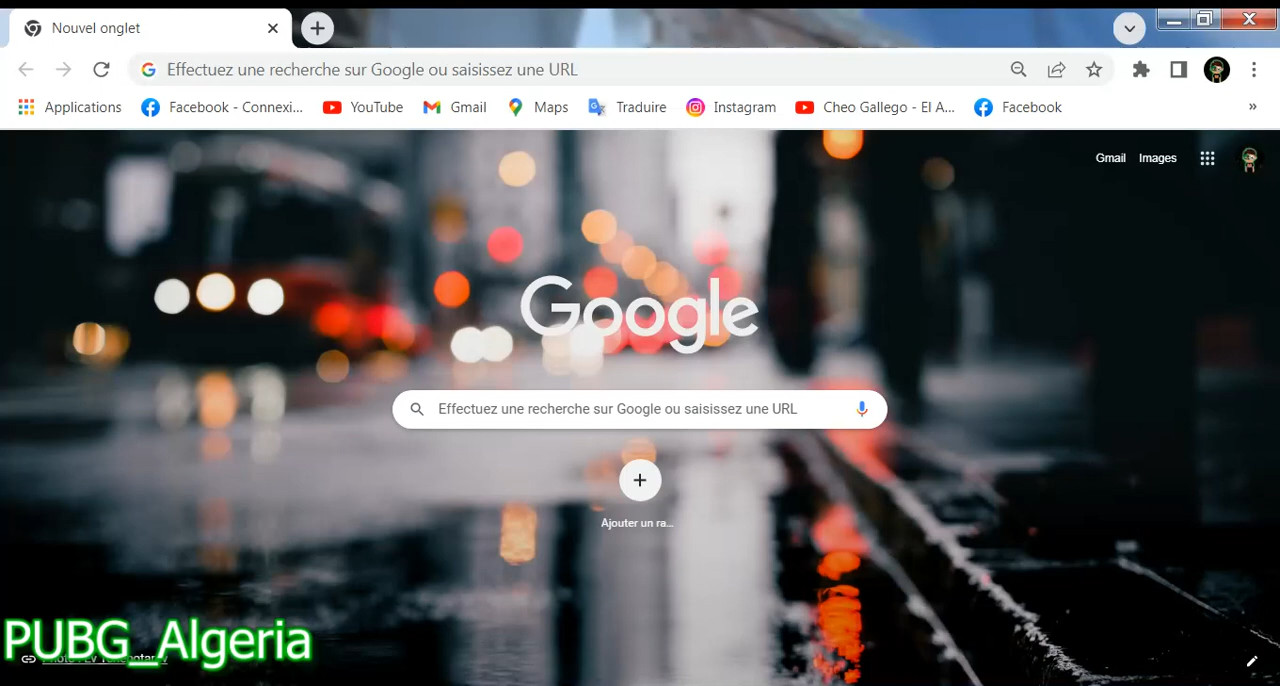 Nouvel onglet
Effectuez une recherche sur Google ou saisissez une URL
Applications Facebook - Connexi... YouTube Gmail Maps Traduire Instagram Cheo Gallego - El A... Facebook »
Gmail Images
Google
Effectuez une recherche sur Google ou saisissez une URL
Ajouter un ra...
PUBG_Algeria